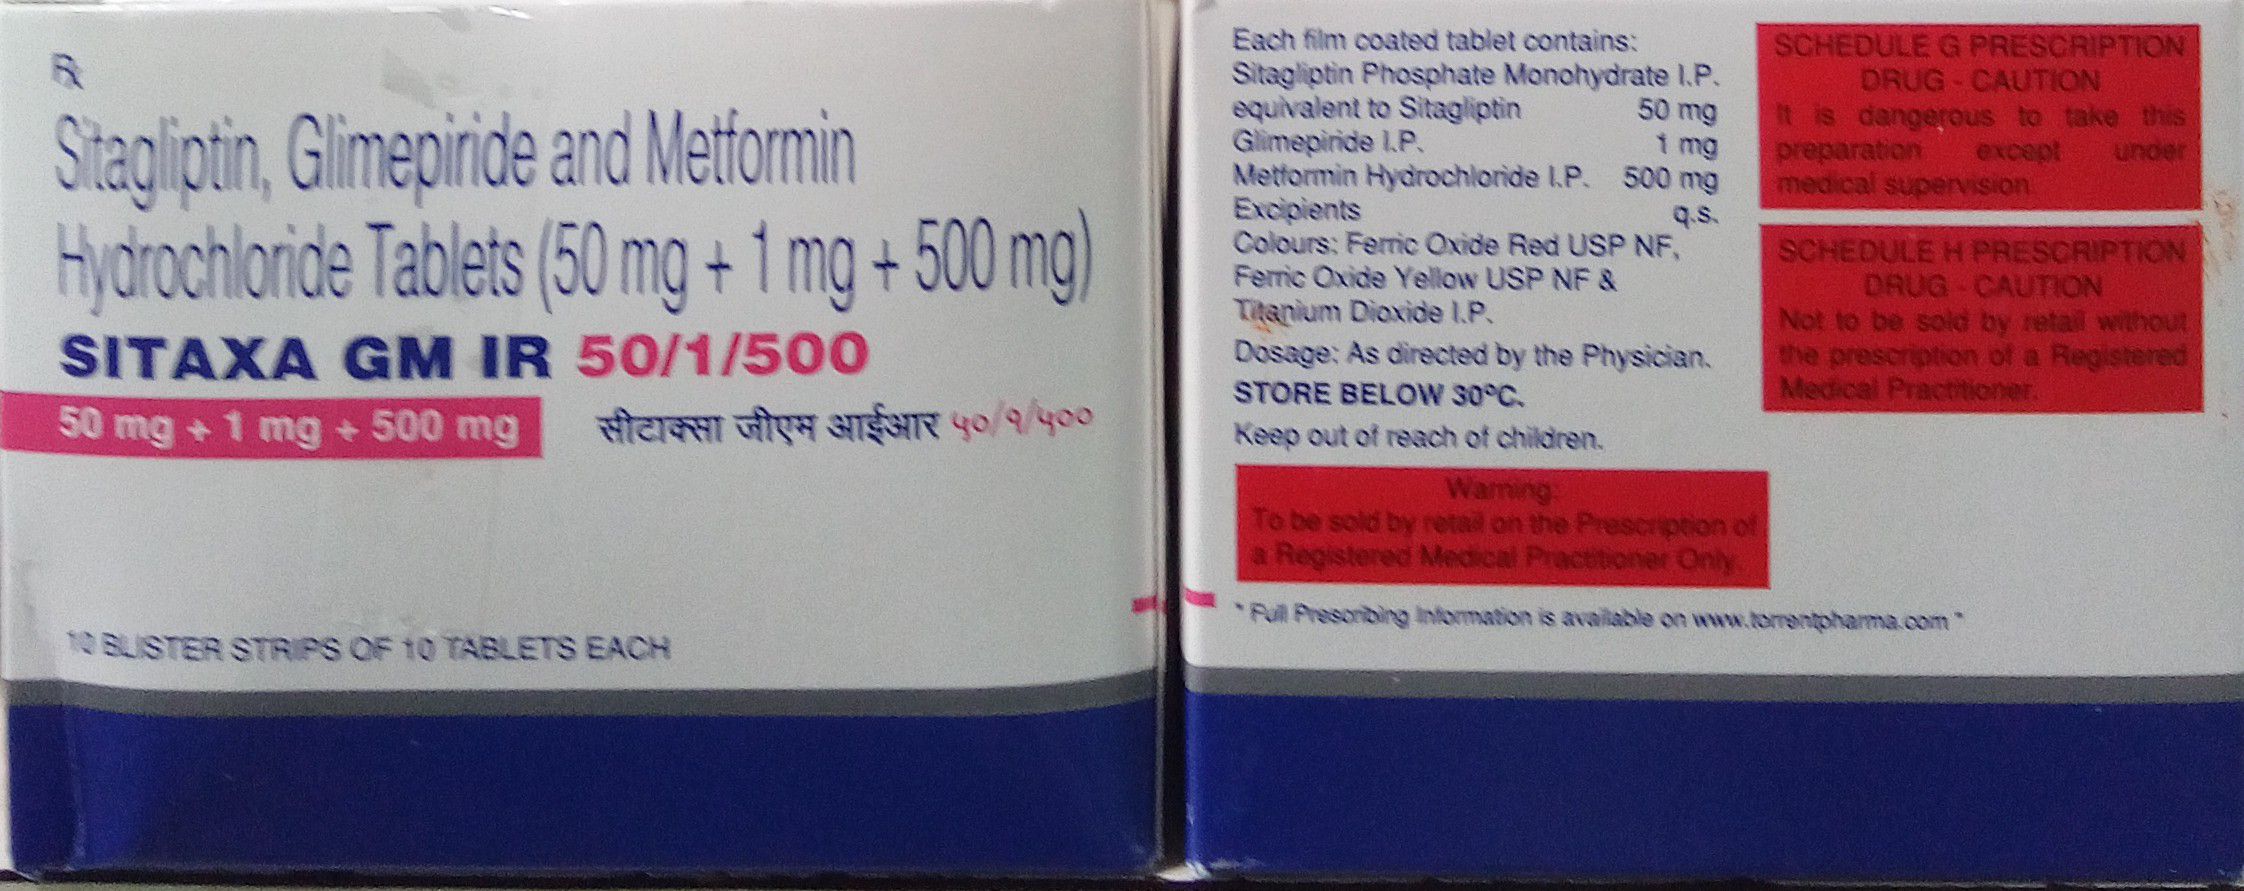 Rx
Sitagliptin, Glimepiride and Metformin
Hydrochloride Tablets (50 mg + 1 mg + 500 mg)
SITAXA GM IR 50/1/500
50 mg + 1 mg + 500 mg
सीटाक्सा जीएम आईआर ५०/१/५००
10 BLISTER STRIPS OF 10 TABLETS EACH
Each film coated tablet contains:
Sitagliptin Phosphate Monohydrate I.P.
equivalent to Sitagliptin 50 mg
Glimepiride I.P. 1 mg
Metformin Hydrochloride I.P. 500 mg
Excipients q.s.
Colours: Ferric Oxide Red USP NF,
Ferric Oxide Yellow USP NF &
Titanium Dioxide I.P.
Dosage: As directed by the Physician.
STORE BELOW 30°C.
Keep out of reach of children.
Warning:
To be sold by retail on the Prescription of
a Registered Medical Practitioner Only.
* Full Prescribing Information is available on www.torrentpharma.com *
SCHEDULE G PRESCRIPTION
DRUG - CAUTION
It is dangerous to take this
preparation except under
medical supervision.
SCHEDULE H PRESCRIPTION
DRUG - CAUTION
Not to be sold by retail without
the prescription of a Registered
Medical Practitioner.